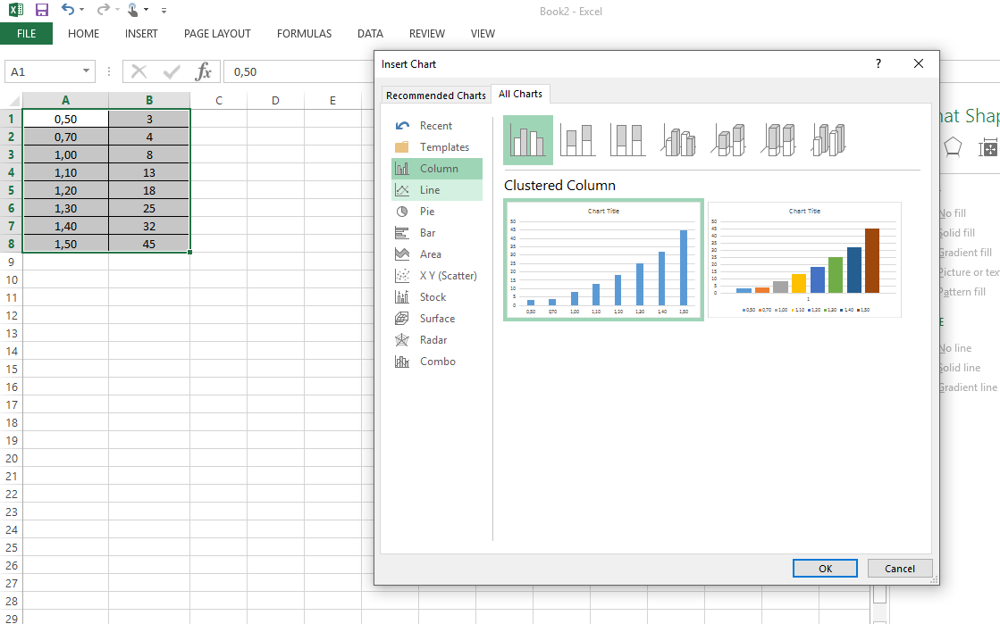 Book2 - Excel
FILE HOME INSERT PAGE LAYOUT FORMULAS DATA REVIEW VIEW
A1 fx 0,50
A B C D E
1 0,50 3
2 0,70 4
3 1,00 8
4 1,10 13
5 1,20 18
6 1,30 25
7 1,40 32
8 1,50 45
9
10
11
12
13
14
15
16
17
18
19
20
21
22
23
24
25
26
27
28
29
Insert Chart ?
Recommended Charts All Charts
Recent
Templates
Column
Line
Pie
Bar
Area
X Y (Scatter)
Stock
Surface
Radar
Combo
Clustered Column
Chart Title
50
45
40
35
30
25
20
15
10
5
0
0,50 0,70 1,00 1,10 1,20 1,30 1,40 1,50
Chart Title
50
45
40
35
30
25
20
15
10
5
0
1
0,50 0,70 1,00 1,10 1,20 1,30 1,40 1,50
OK Cancel
nat Shap
No fill
Solid fill
Gradient fill
Picture or tex
Pattern fill
E
No line
Solid line
Gradient line